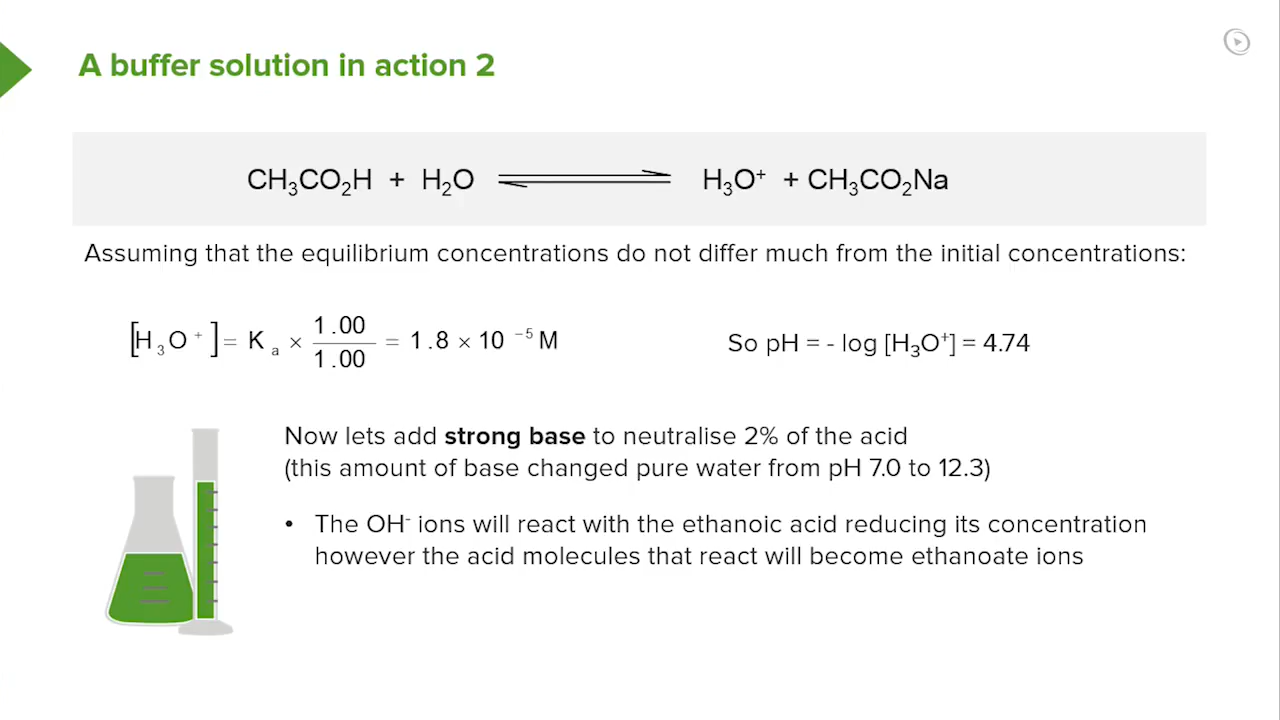 A buffer solution in action 2
CH₃CO₂H + H₂O ⇌ H₃O⁺ + CH₃CO₂Na
Assuming that the equilibrium concentrations do not differ much from the initial concentrations:
[H₃O⁺] = Kₐ × 1.00/1.00 = 1.8 × 10⁻⁵ M
So pH = - log [H₃O⁺] = 4.74
Now lets add strong base to neutralise 2% of the acid
(this amount of base changed pure water from pH 7.0 to 12.3)
• The OH⁻ ions will react with the ethanoic acid reducing its concentration
however the acid molecules that react will become ethanoate ions